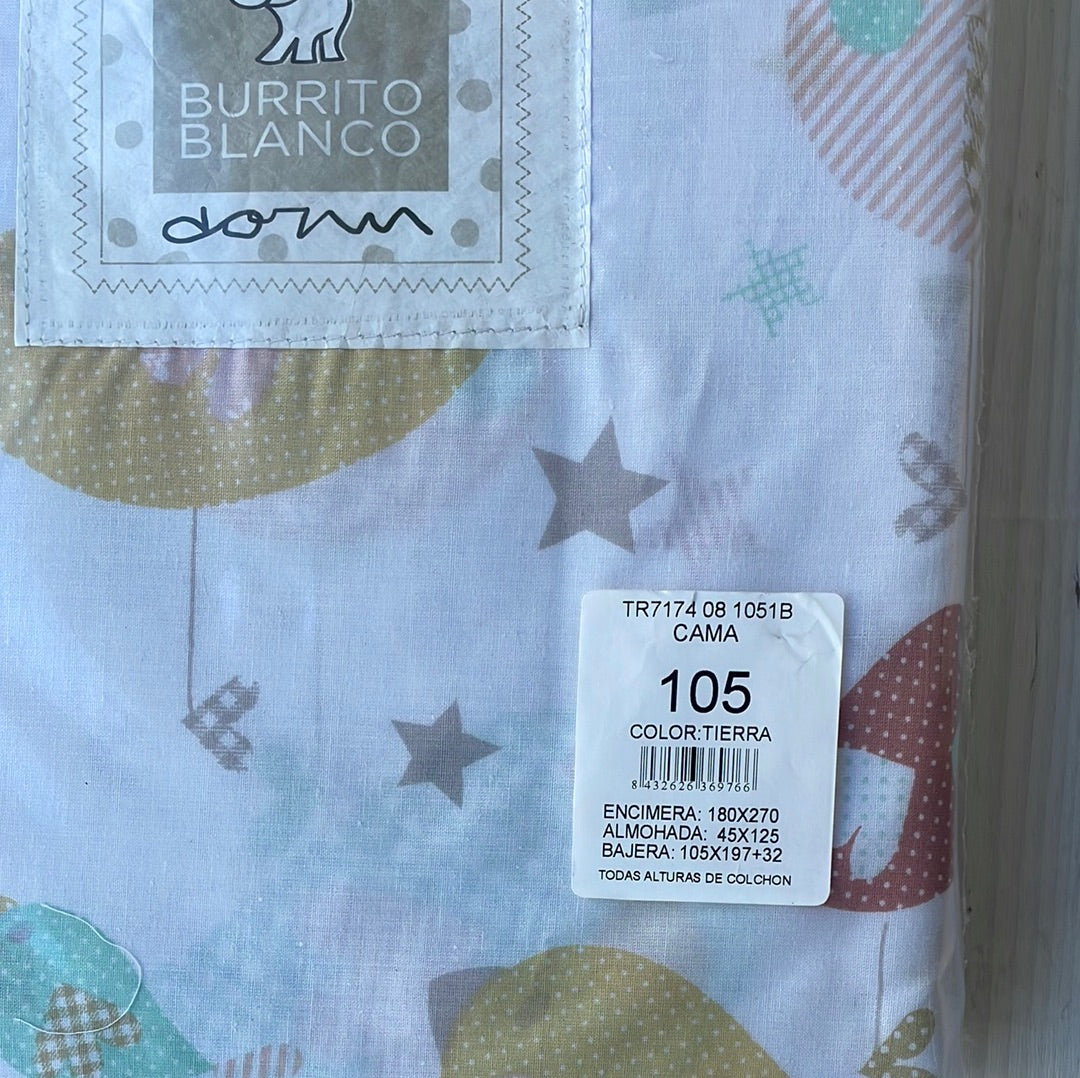 BURRITO
BLANCO
dorm
TR7174 08 1051B
CAMA
105
COLOR:TIERRA
8 432626 369766
ENCIMERA: 180X270
ALMOHADA: 45X125
BAJERA: 105X197+32
TODAS ALTURAS DE COLCHON